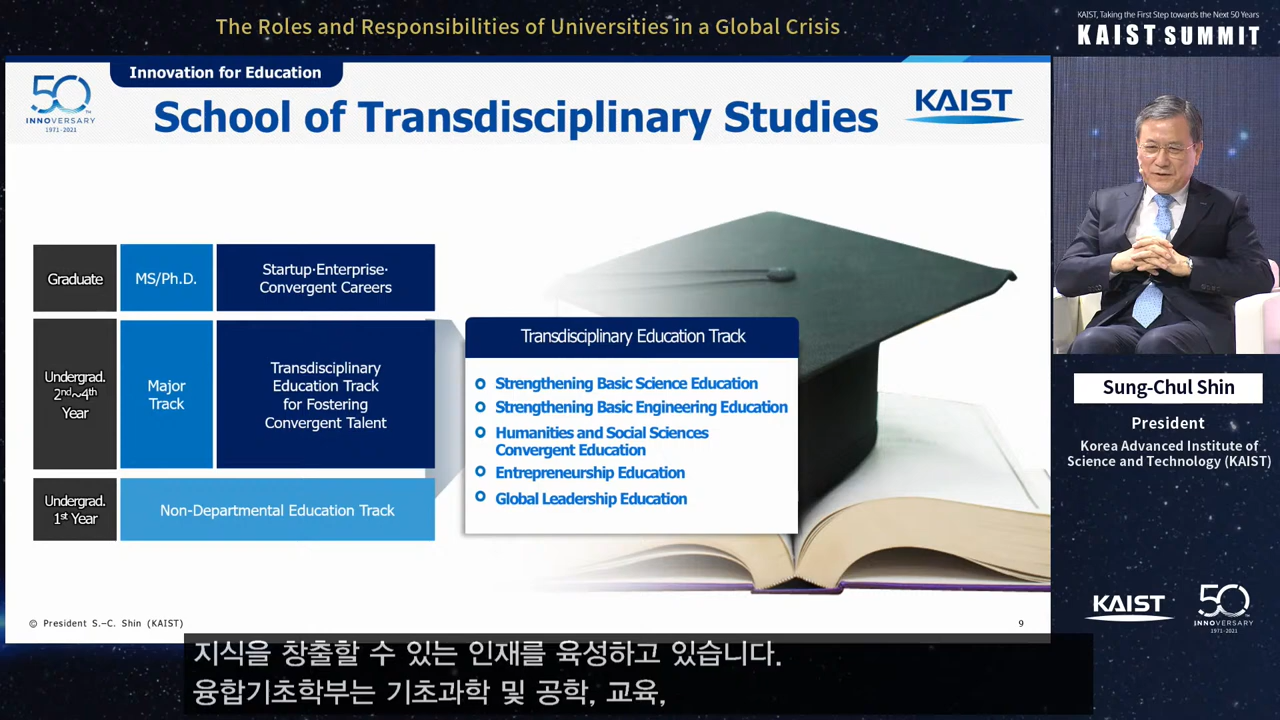 The Roles and Responsibilities of Universities in a Global Crisis
KAIST, Taking the First Step towards the Next 50 Years
KAIST SUMMIT
Innovation for Education
50
INNOVERSARY
1971-2021
School of Transdisciplinary Studies
KAIST
Graduate
MS/Ph.D.
Startup·Enterprise·
Convergent Careers
Undergrad.
2nd~4th
Year
Major
Track
Transdisciplinary
Education Track
for Fostering
Convergent Talent
Undergrad.
1st Year
Non-Departmental Education Track
Transdisciplinary Education Track
Strengthening Basic Science Education
Strengthening Basic Engineering Education
Humanities and Social Sciences
Convergent Education
Entrepreneurship Education
Global Leadership Education
© President S.-C. Shin (KAIST)
9
Sung-Chul Shin
President
Korea Advanced Institute of
Science and Technology (KAIST)
KAIST
50
INNOVERSARY
1971-2021
지식을 창출할 수 있는 인재를 육성하고 있습니다.
융합기초학부는 기초과학 및 공학, 교육,